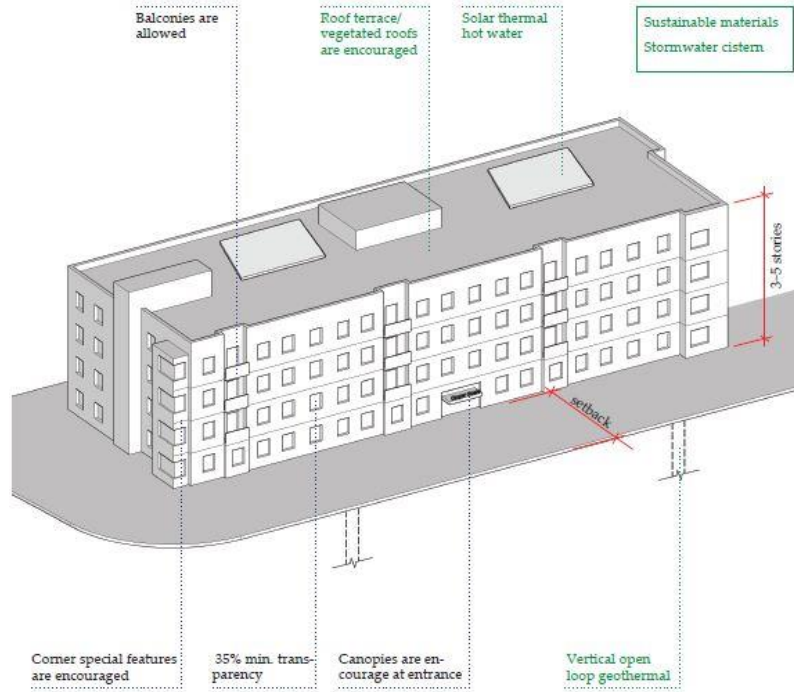 Balconies are
allowed
Roof terrace/
vegetated roofs
are encouraged
Solar thermal
hot water
Sustainable materials
Stormwater cistern
3–5 stories
setback
Corner special features
are encouraged
35% min. trans-
parency
Canopies are en-
courage at entrance
Vertical open
loop geothermal